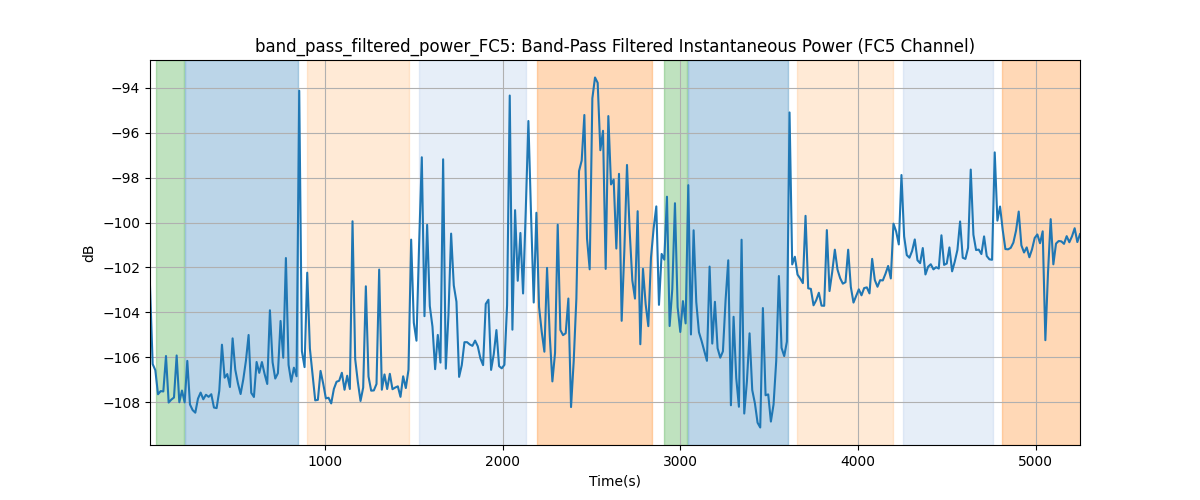 band_pass_filtered_power_FC5: Band-Pass Filtered Instantaneous Power (FC5 Channel)
−94
−96
−98
−100
−102
−104
−106
−108
dB
1000 2000 3000 4000 5000
Time(s)